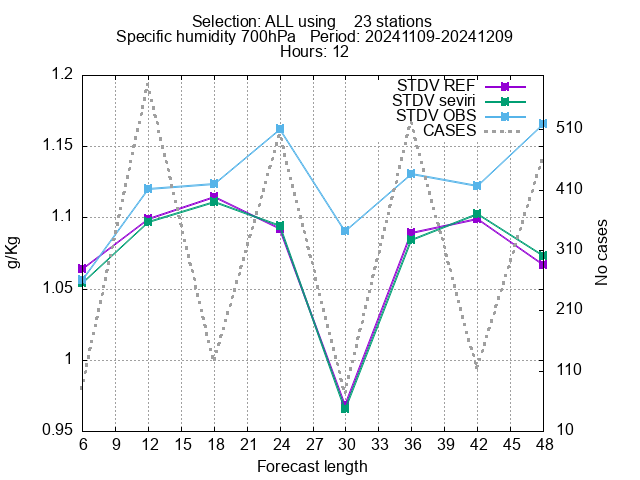 Selection: ALL using    23 stations
Specific humidity 700hPa   Period: 20241109-20241209
Hours: 12
STDV REF
STDV seviri
STDV OBS
CASES
1.2
1.15
1.1
1.05
1
0.95
g/Kg
510
410
310
210
110
10
No cases
6 9 12 15 18 21 24 27 30 33 36 39 42 45 48
Forecast length